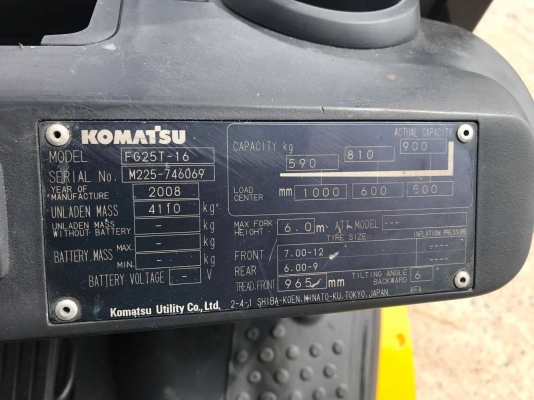 KOMATSU
MODEL FG25T-16
SERIAL No. M225-746069
YEAR OF MANUFACTURE 2008
UNLADEN MASS 4110 kg
UNLADEN MASS WITHOUT BATTERY - kg
BATTERY.MASS MAX. - kg
MIN. - kg
BATTERY VOLTAGE - V
Komatsu Utility Co., Ltd.
ACTUAL CAPACITY
CAPACITY kg 590 810 900
LOAD CENTER mm 1000 600 500
MAX FORK HEIGHT 6.0 m ATT MODEL ---
TIRE SIZE INFLATION PRESSURE
FRONT 7.00-12 ----
REAR 6.00-9 ----
TREAD.FRONT 965 mm TILTING ANGLE BACKWARD 6
2-4-1 SHIBA-KOEN,MINATO-KU,TOKYO,JAPAN.